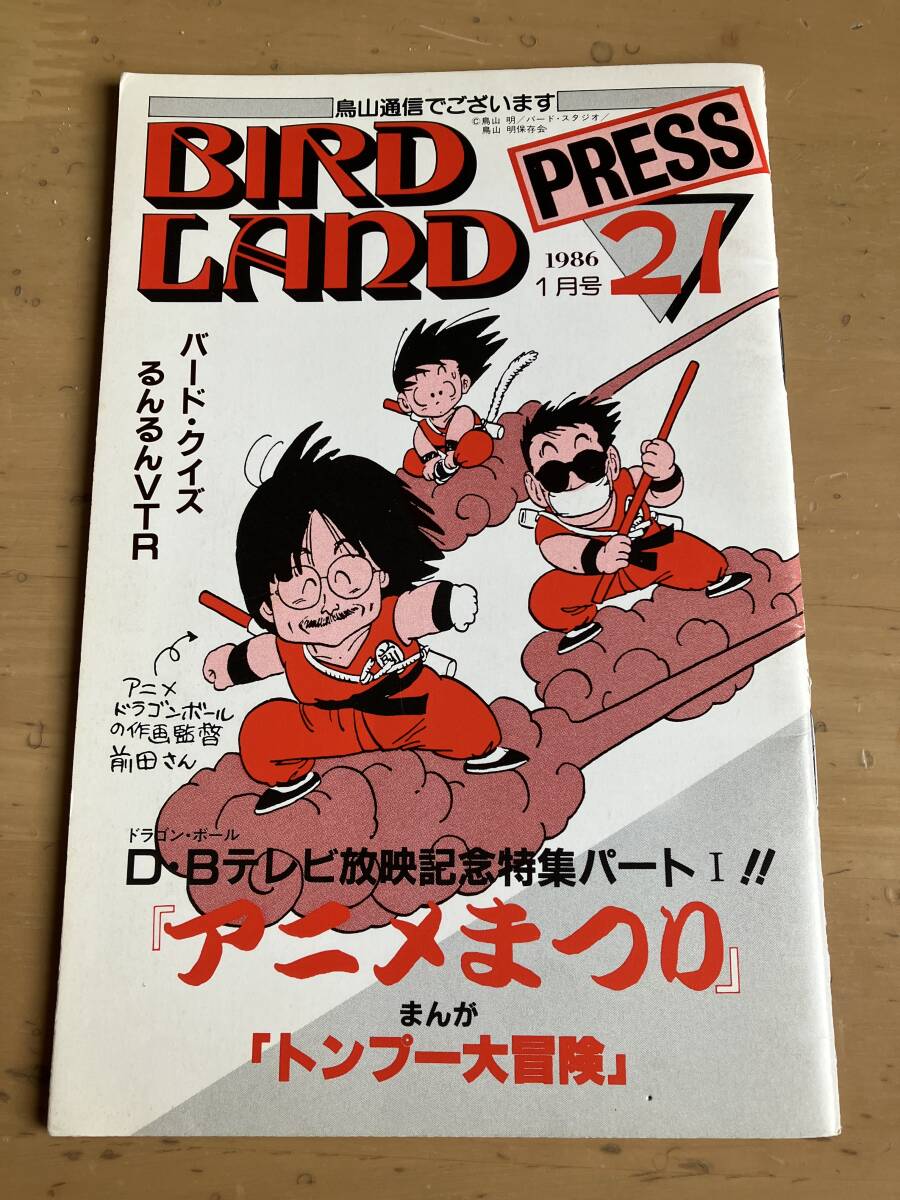 鳥山通信でございます
©鳥山 明／バード・スタジオ／
鳥山 明保存会
BIRD
LAND
PRESS
21
1986
1月号
バード・クイズ
るんるんVTR
前
アニメ
ドラゴンボール
の作画監督
前田さん
ドラゴン・ボール
D・Bテレビ放映記念特集パートI!!
『アニメまつり』
まんが
「トンプー大冒険」